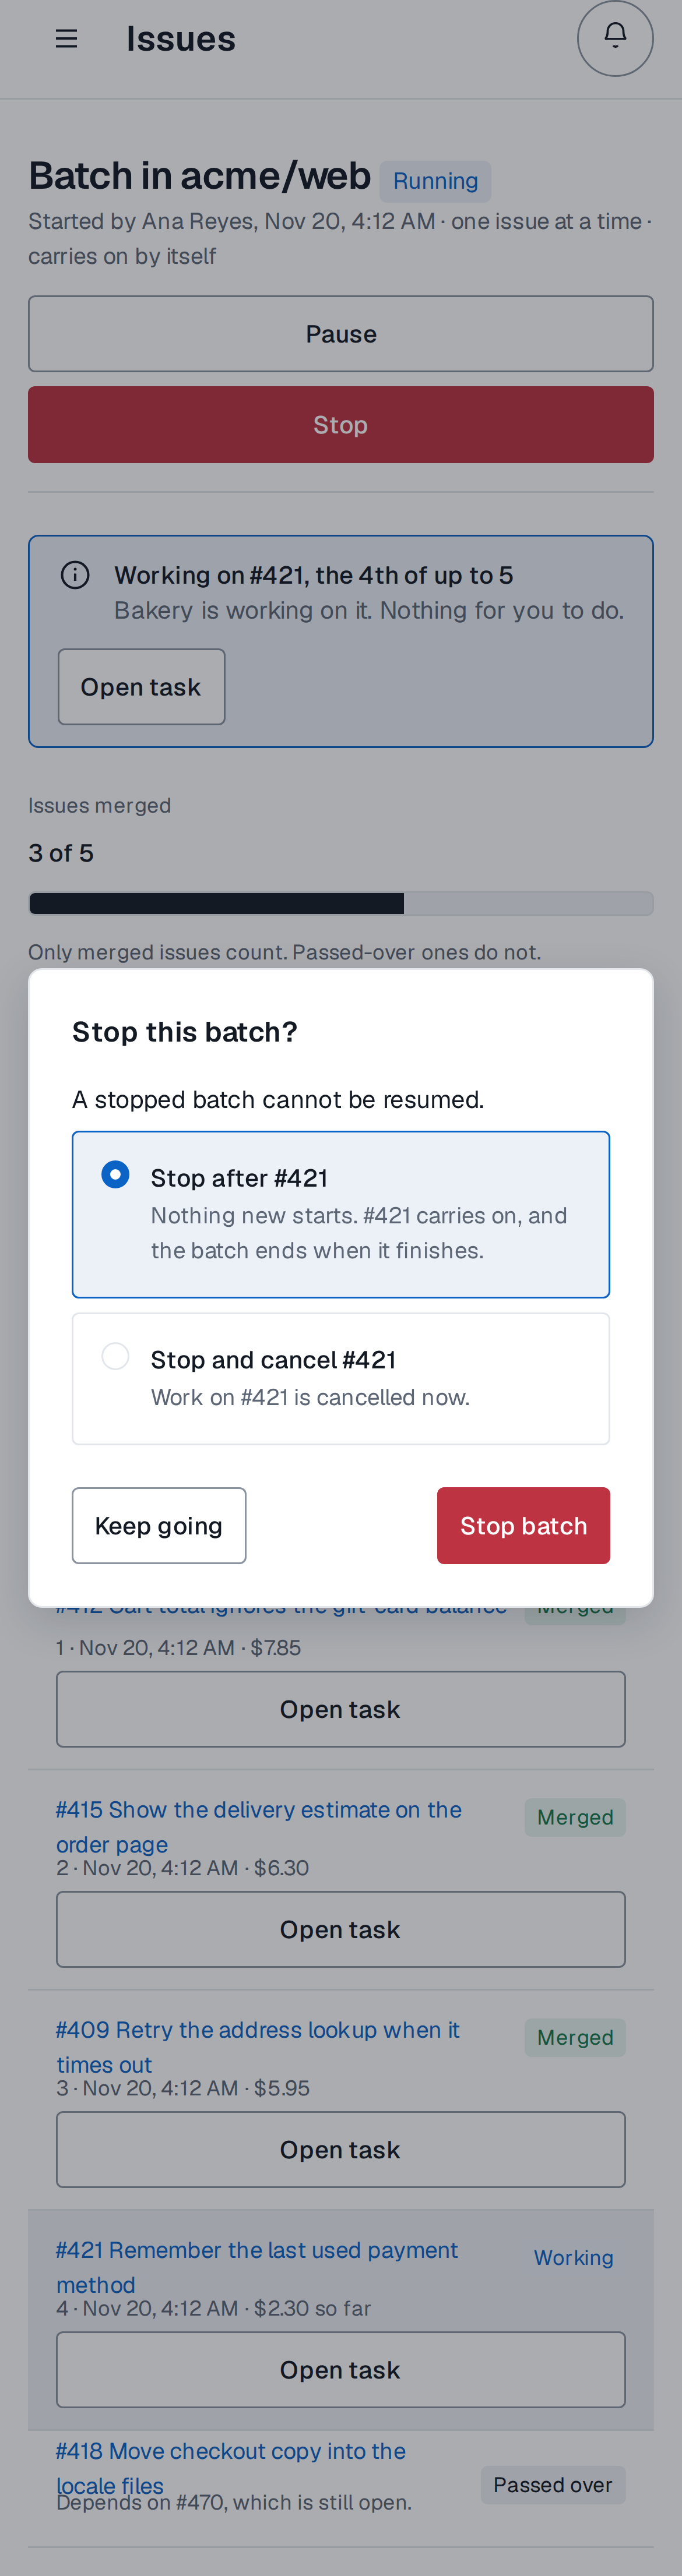 Issues
Batch in acme/web Running
Started by Ana Reyes, Nov 20, 4:12 AM · one issue at a time ·
carries on by itself
Pause
Stop
Working on #421, the 4th of up to 5
Bakery is working on it. Nothing for you to do.
Open task
Issues merged
3 of 5
Only merged issues count. Passed-over ones do not.
Stop this batch?
A stopped batch cannot be resumed.
Stop after #421
Nothing new starts. #421 carries on, and
the batch ends when it finishes.
Stop and cancel #421
Work on #421 is cancelled now.
Keep going
Stop batch
#412 Cart total ignores the gift-card balance Merged
1 · Nov 20, 4:12 AM · $7.85
Open task
#415 Show the delivery estimate on the
order page
Merged
2 · Nov 20, 4:12 AM · $6.30
Open task
#409 Retry the address lookup when it
times out
Merged
3 · Nov 20, 4:12 AM · $5.95
Open task
#421 Remember the last used payment
method
Working
4 · Nov 20, 4:12 AM · $2.30 so far
Open task
#418 Move checkout copy into the
locale files
Passed over
Depends on #470, which is still open.